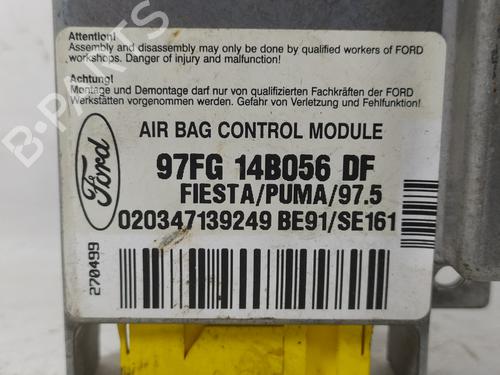 Attention!
Assembly and disassembly may only be done by qualified workers of FORD
workshops. Danger of injury and malfunction!
Achtung!
Montage und Demontage darf nur von qualifizierten Fachkräften der FORD
Werkstätten vorgenommen werden. Gefahr von Verletzung und Fehlfunktion!
Ford
AIR BAG CONTROL MODULE
97FG 14B056 DF
FIESTA/PUMA/97.5
020347139249 BE91/SE161
270499
B-PARTS